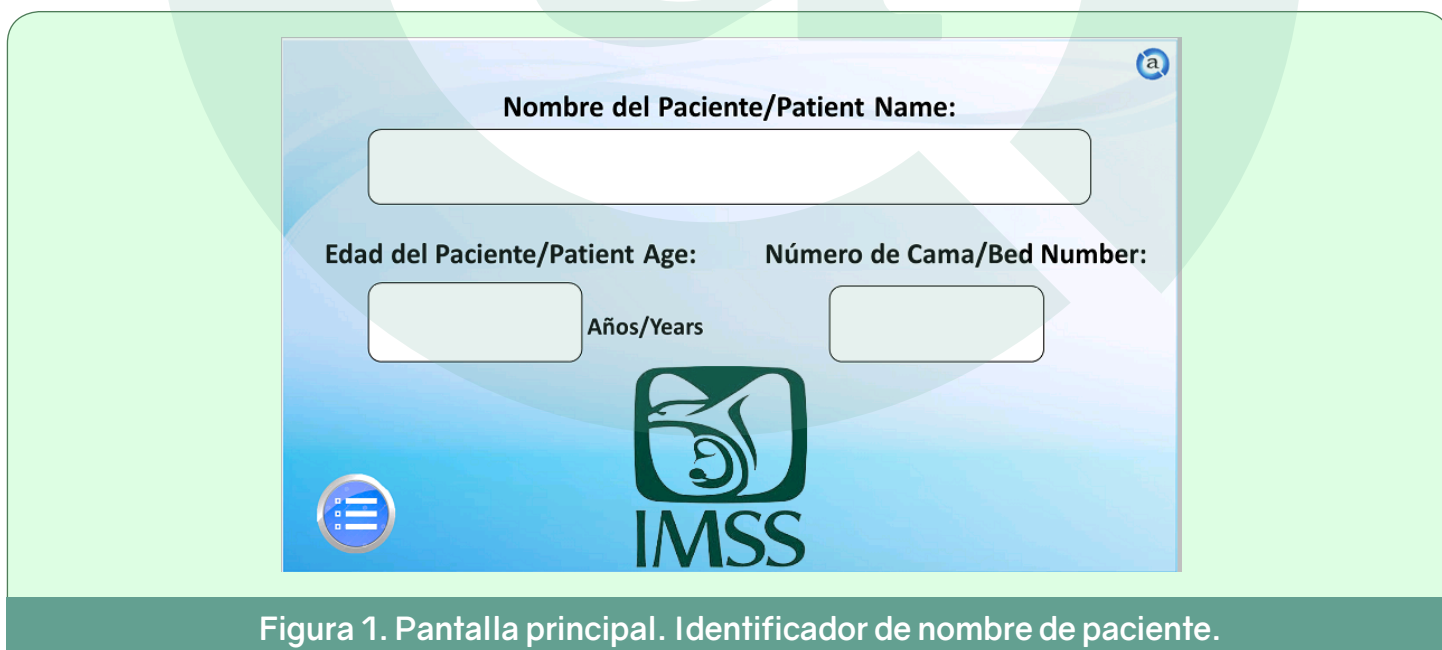 a
Nombre del Paciente/Patient Name:
Edad del Paciente/Patient Age:
Número de Cama/Bed Number:
Años/Years
IMSS
Figura 1. Pantalla principal. Identificador de nombre de paciente.